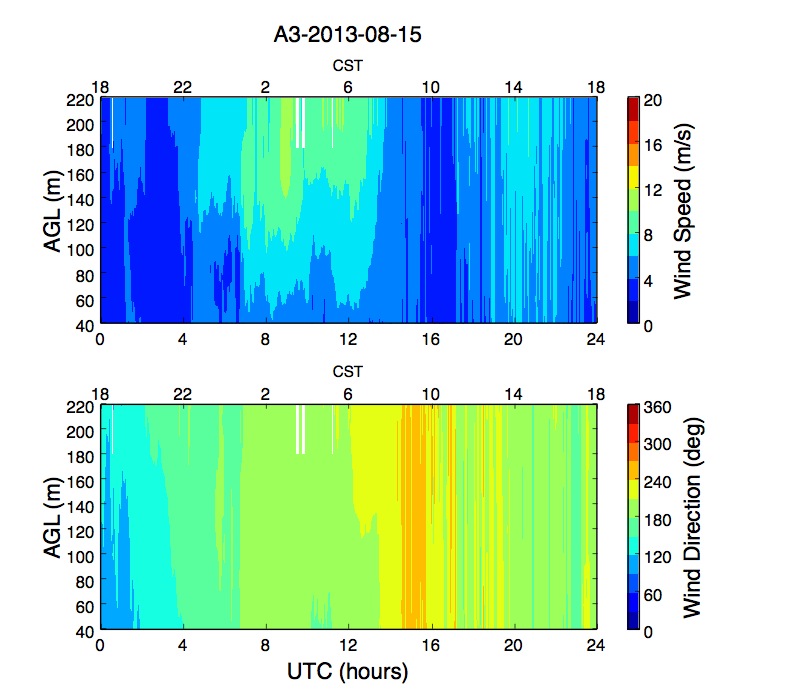 A3-2013-08-15
CST
18 22 2 6 10 14 18
220
200
180
160
140
120
100
80
60
40
AGL (m)
0 4 8 12 16 20 24
20
16
12
8
4
0
Wind Speed (m/s)
CST
18 22 2 6 10 14 18
220
200
180
160
140
120
100
80
60
40
AGL (m)
0 4 8 12 16 20 24
UTC (hours)
360
300
240
180
120
60
0
Wind Direction (deg)